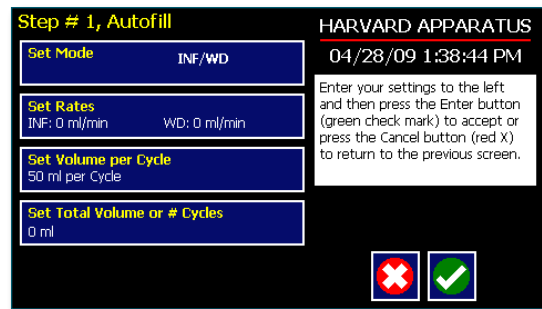 Step # 1, Autofill
Set Mode
INF/WD
Set Rates
INF: 0 ml/min WD: 0 ml/min
Set Volume per Cycle
50 ml per Cycle
Set Total Volume or # Cycles
0 ml
HARVARD APPARATUS
04/28/09 1:38:44 PM
Enter your settings to the left
and then press the Enter button
(green check mark) to accept or
press the Cancel button (red X)
to return to the previous screen.